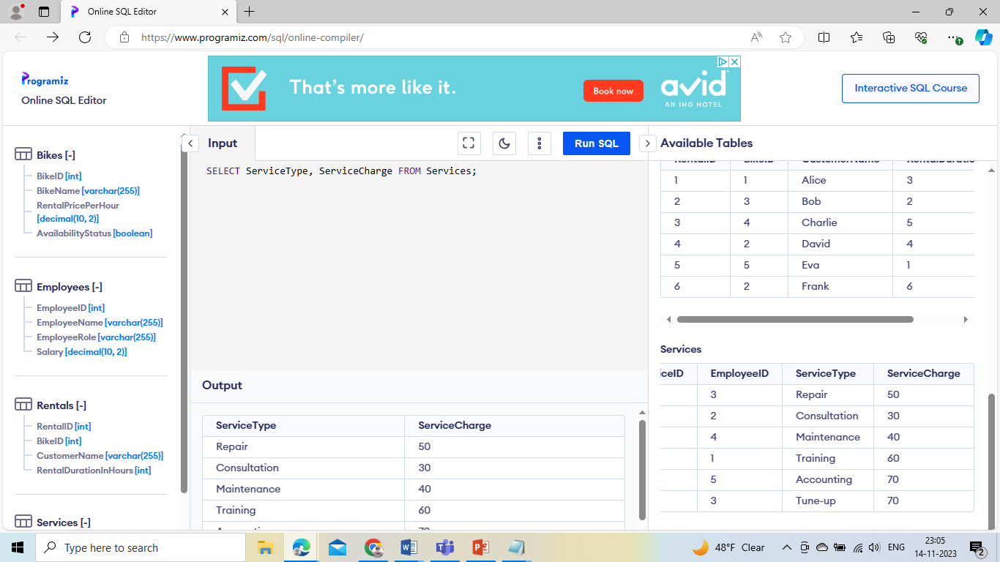 Online SQL Editor
https://www.programiz.com/sql/online-compiler/
Programiz
Online SQL Editor
That's more like it.
Book now
avid
AN IHG HOTEL
Interactive SQL Course
Bikes [-]
BikeID [int]
BikeName [varchar(255)]
RentalPricePerHour
[decimal(10, 2)]
AvailabilityStatus [boolean]
Employees [-]
EmployeeID [int]
EmployeeName [varchar(255)]
EmployeeRole [varchar(255)]
Salary [decimal(10, 2)]
Rentals [-]
RentalID [int]
BikeID [int]
CustomerName [varchar(255)]
RentalDurationInHours [int]
Services [-]
Input
Run SQL
SELECT ServiceType, ServiceCharge FROM Services;
Output
ServiceType ServiceCharge
Repair 50
Consultation 30
Maintenance 40
Training 60
Available Tables
RentalID BikeID CustomerName
1 1 Alice 3
2 3 Bob 2
3 4 Charlie 5
4 2 David 4
5 5 Eva 1
6 2 Frank 6
Services
iceID EmployeeID ServiceType ServiceCharge
3 Repair 50
2 Consultation 30
4 Maintenance 40
1 Training 60
5 Accounting 70
3 Tune-up 70
Type here to search
48°F Clear
ENG
23:05
14-11-2023
2